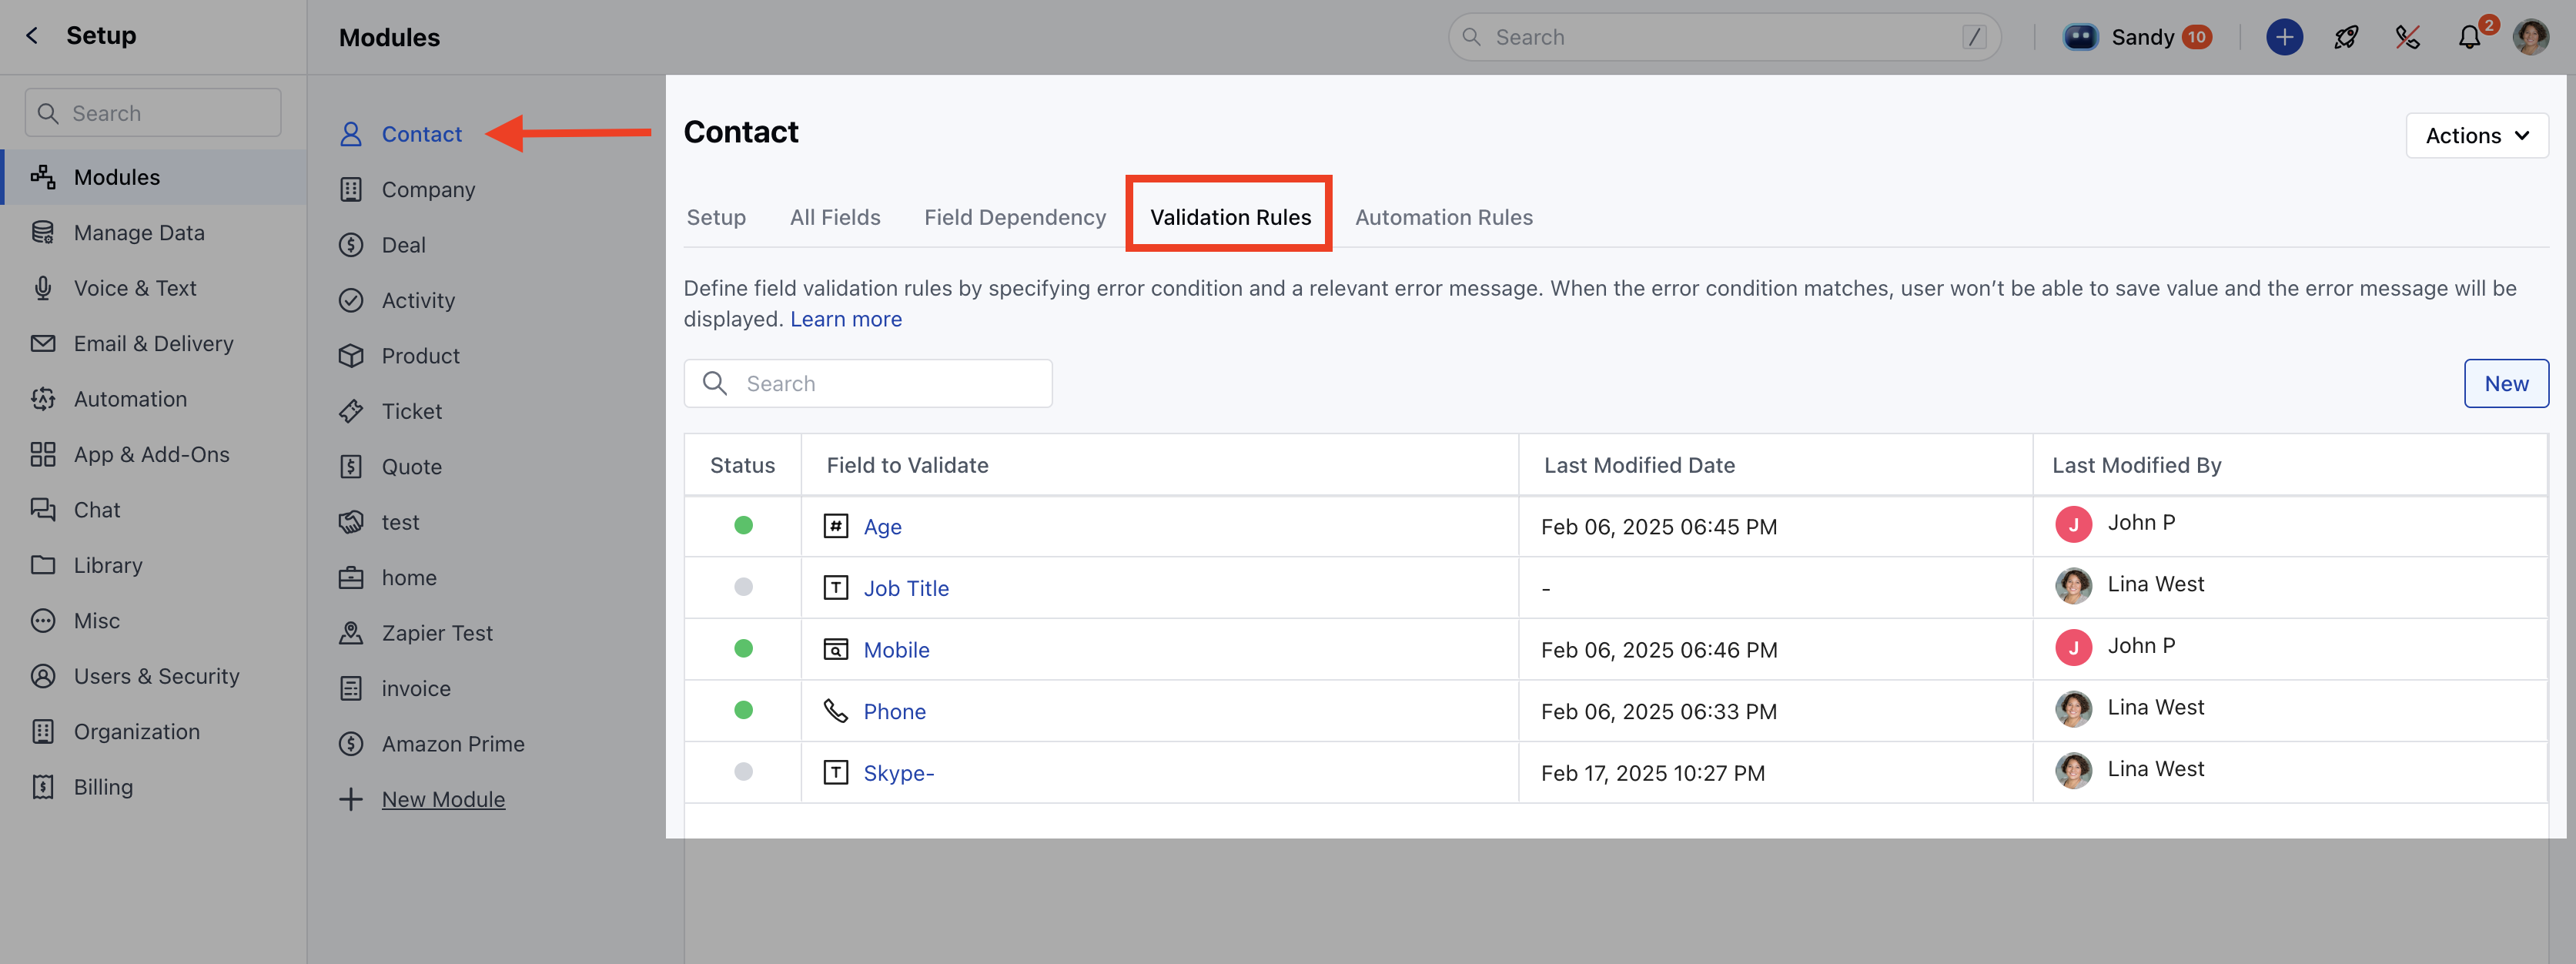 Setup
Modules
Search
/
Sandy 10
2
Search
Modules
Manage Data
Voice & Text
Email & Delivery
Automation
App & Add-Ons
Chat
Library
Misc
Users & Security
Organization
Billing
Contact
Company
Deal
Activity
Product
Ticket
Quote
test
home
Zapier Test
invoice
Amazon Prime
New Module
Contact
Actions
Setup All Fields Field Dependency Validation Rules Automation Rules
Define field validation rules by specifying error condition and a relevant error message. When the error condition matches, user won’t be able to save value and the error message will be
displayed. Learn more
Search
New
Status Field to Validate Last Modified Date Last Modified By
# Age Feb 06, 2025 06:45 PM J John P
T Job Title - Lina West
Mobile Feb 06, 2025 06:46 PM J John P
Phone Feb 06, 2025 06:33 PM Lina West
T Skype- Feb 17, 2025 10:27 PM Lina West